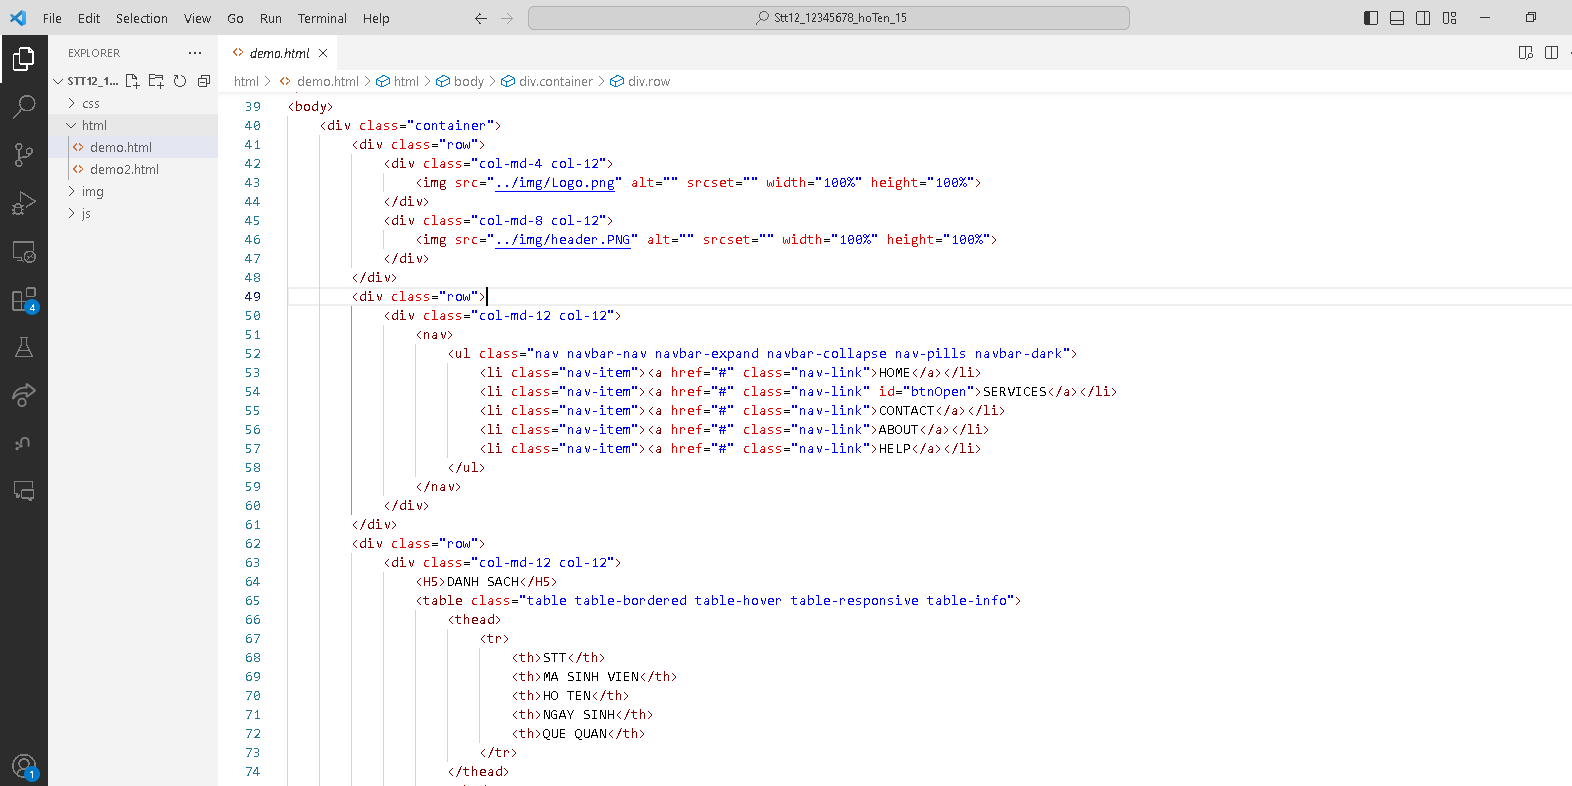 File Edit Selection View Go Run Terminal Help
Stt12_12345678_hoTen_15
EXPLORER
demo.html
STT12_1...
html > demo.html > html > body > div.container > div.row
css
html
demo.html
demo2.html
img
js
4
1
39 <body>
40 <div class="container">
41 <div class="row">
42 <div class="col-md-4 col-12">
43 <img src="../img/Logo.png" alt="" srcset="" width="100%" height="100%">
44 </div>
45 <div class="col-md-8 col-12">
46 <img src="../img/header.PNG" alt="" srcset="" width="100%" height="100%">
47 </div>
48 </div>
49 <div class="row">
50 <div class="col-md-12 col-12">
51 <nav>
52 <ul class="nav navbar-nav navbar-expand navbar-collapse nav-pills navbar-dark">
53 <li class="nav-item"><a href="#" class="nav-link">HOME</a></li>
54 <li class="nav-item"><a href="#" class="nav-link" id="btnOpen">SERVICES</a></li>
55 <li class="nav-item"><a href="#" class="nav-link">CONTACT</a></li>
56 <li class="nav-item"><a href="#" class="nav-link">ABOUT</a></li>
57 <li class="nav-item"><a href="#" class="nav-link">HELP</a></li>
58 </ul>
59 </nav>
60 </div>
61 </div>
62 <div class="row">
63 <div class="col-md-12 col-12">
64 <H5>DANH SACH</H5>
65 <table class="table table-bordered table-hover table-responsive table-info">
66 <thead>
67 <tr>
68 <th>STT</th>
69 <th>MA SINH VIEN</th>
70 <th>HO TEN</th>
71 <th>NGAY SINH</th>
72 <th>QUE QUAN</th>
73 </tr>
74 </thead>